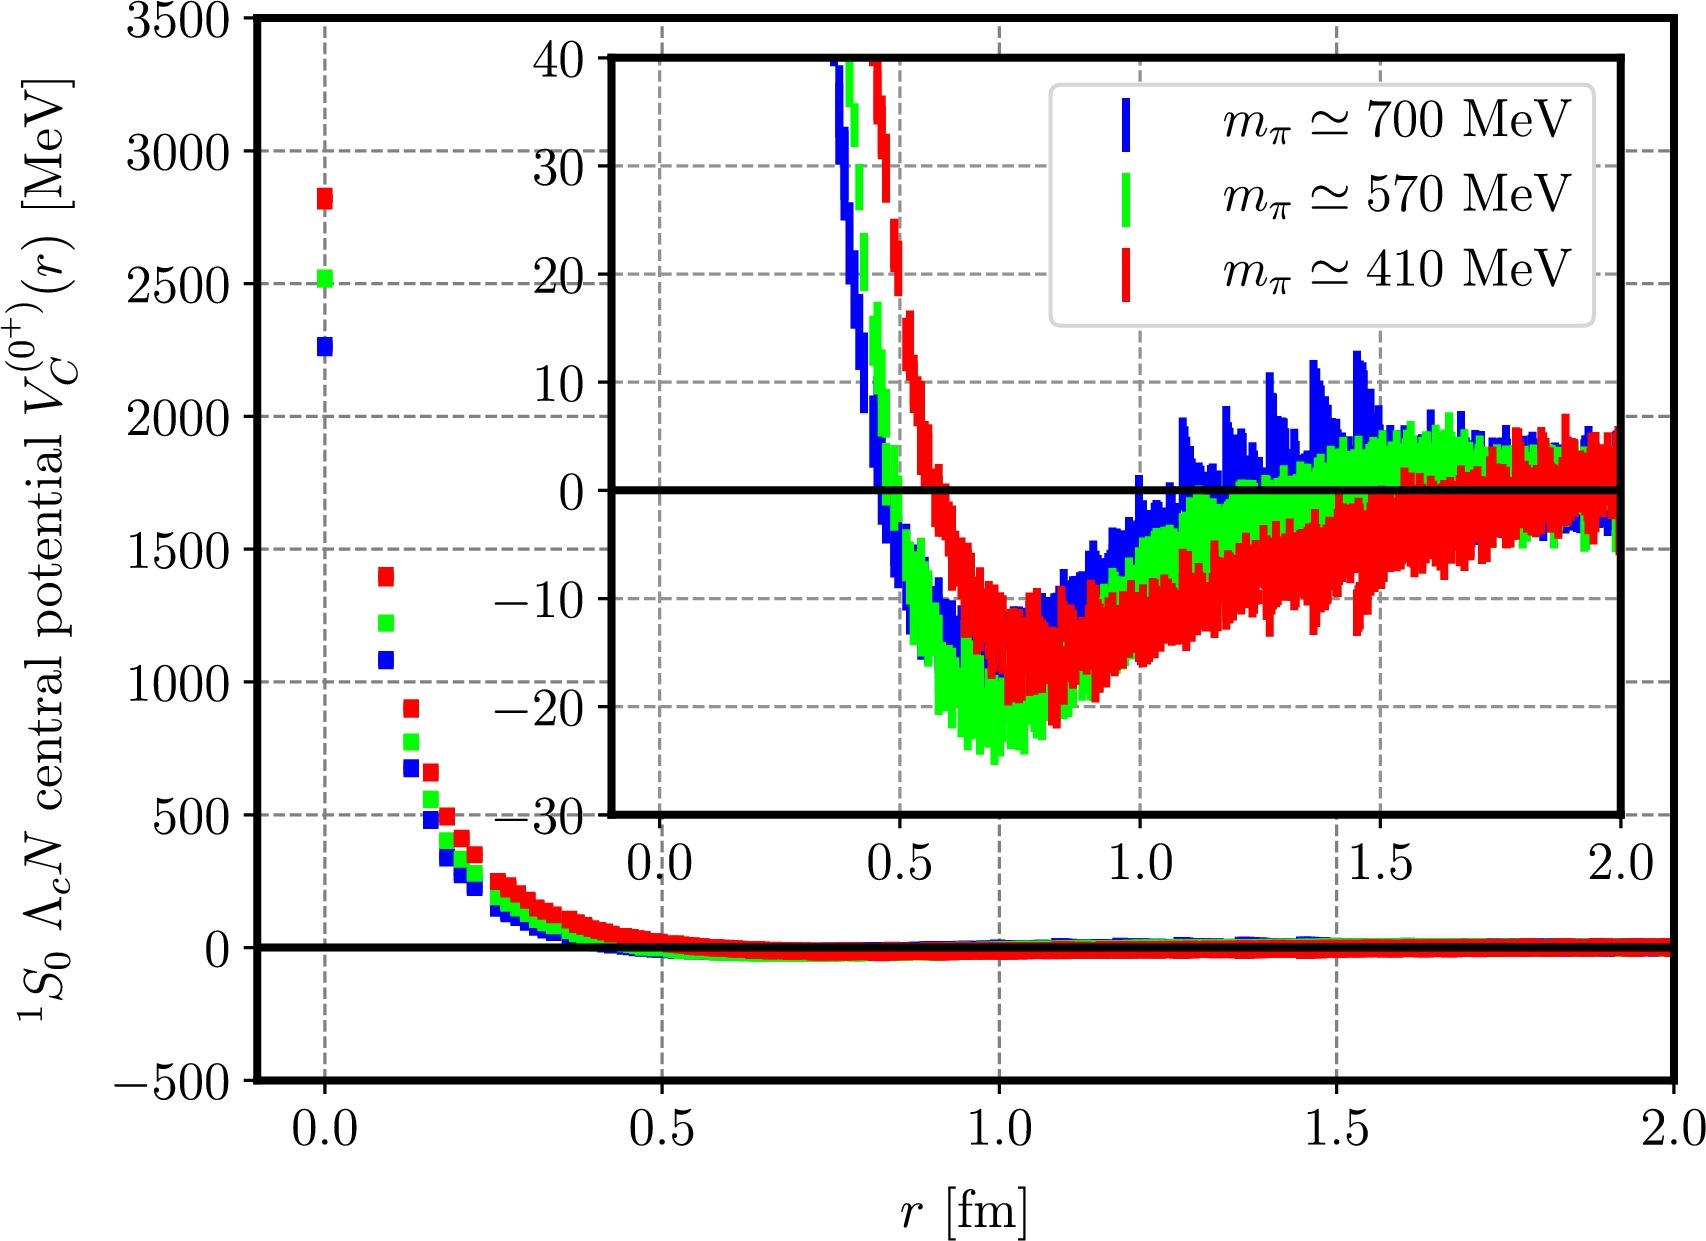 ¹S₀ Λ_cN central potential V_C^(0⁺)(r) [MeV]
3500
3000
2500
2000
1500
1000
500
0
−500
0.0 0.5 1.0 1.5 2.0
r [fm]
40
30
20
10
0
−10
−20
−30
0.0 0.5 1.0 1.5 2.0
m_π ≃ 700 MeV
m_π ≃ 570 MeV
m_π ≃ 410 MeV